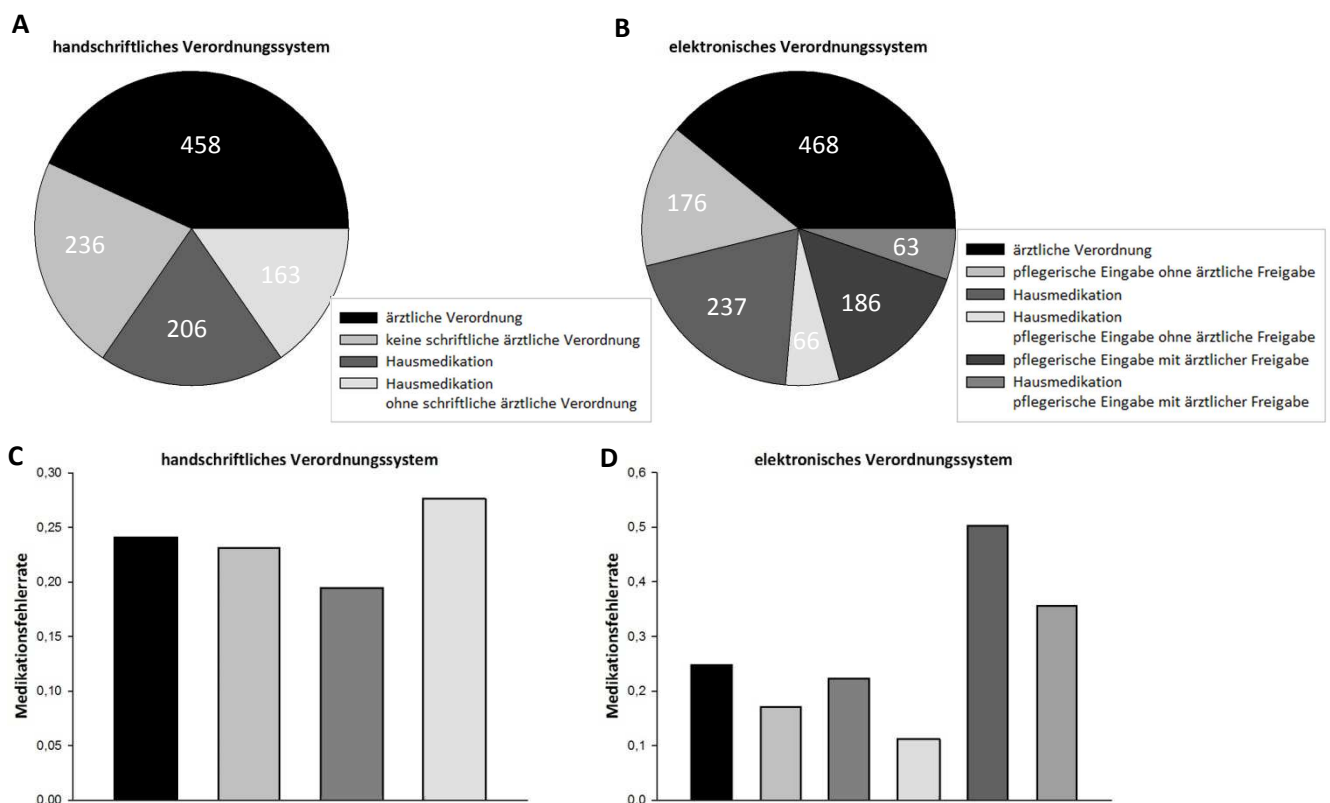 A
handschriftliches Verordnungssystem
458
236
206
163
ärztliche Verordnung
keine schriftliche ärztliche Verordnung
Hausmedikation
Hausmedikation
ohne schriftliche ärztliche Verordnung
B
elektronisches Verordnungssystem
468
176
237
66
186
63
ärztliche Verordnung
pflegerische Eingabe ohne ärztliche Freigabe
Hausmedikation
Hausmedikation
pflegerische Eingabe ohne ärztliche Freigabe
pflegerische Eingabe mit ärztlicher Freigabe
Hausmedikation
pflegerische Eingabe mit ärztlicher Freigabe
C
handschriftliches Verordnungssystem
Medikationsfehlerrate
0,30
0,25
0,20
0,15
0,10
0,05
0,00
D
elektronisches Verordnungssystem
Medikationsfehlerrate
0,6
0,5
0,4
0,3
0,2
0,1
0,0